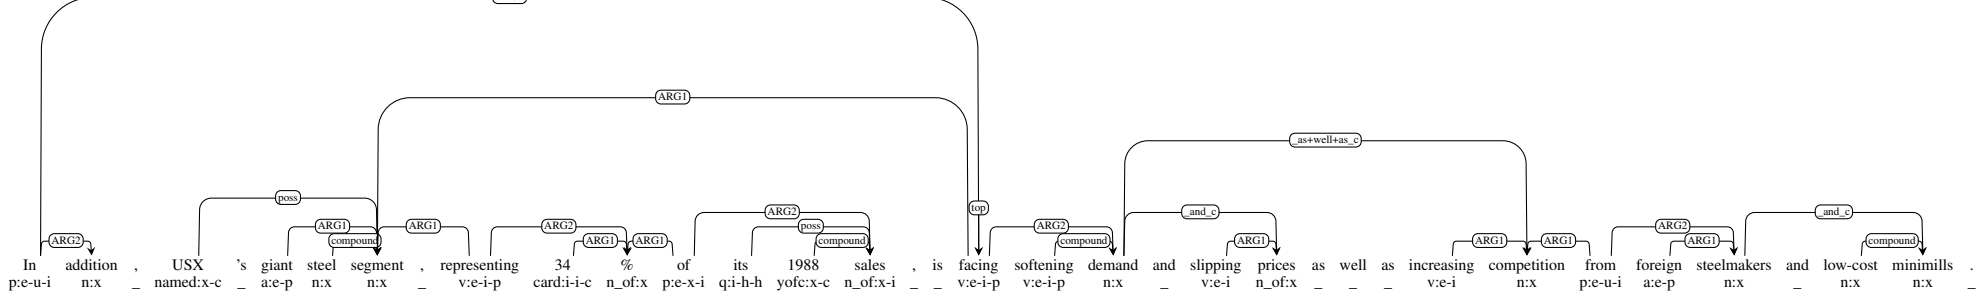 ARG1
_as+well+as_c
poss
top
ARG2
_and_c
_and_c
ARG1
ARG1
ARG2
poss
ARG2
ARG2
ARG2
compound
ARG1
ARG1
compound
compound
ARG1
ARG1
ARG1
ARG1
compound
In addition , USX 's giant steel segment , representing 34 % of its 1988 sales , is facing softening demand and slipping prices as well as increasing competition from foreign steelmakers and low-cost minimills .
p:e-u-i n:x _ named:x-c _ a:e-p n:x n:x _ v:e-i-p card:i-i-c n_of:x p:e-x-i q:i-h-h yofc:x-c n_of:x-i _ _ v:e-i-p v:e-i-p n:x _ v:e-i n_of:x _ _ _ v:e-i n:x p:e-u-i a:e-p n:x _ n:x n:x _